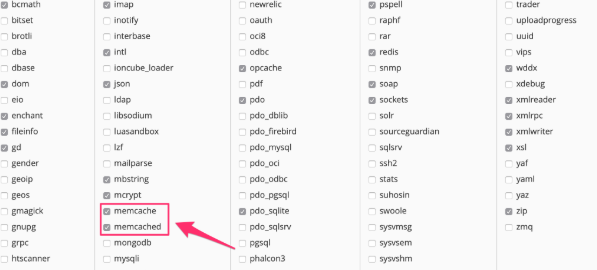 bcmath
bitset
brotli
dba
dbase
dom
eio
enchant
fileinfo
gd
gender
geoip
geos
gmagick
gnupg
grpc
htscanner
imap
inotify
interbase
intl
ioncube_loader
json
ldap
libsodium
luasandbox
lzf
mailparse
mbstring
mcrypt
memcache
memcached
mongodb
mysqli
newrelic
oauth
oci8
odbc
opcache
pdf
pdo
pdo_dblib
pdo_firebird
pdo_mysql
pdo_oci
pdo_odbc
pdo_pgsql
pdo_sqlite
pdo_sqlsrv
pgsql
phalcon3
pspell
raphf
rar
redis
snmp
soap
sockets
solr
sourceguardian
sqlsrv
ssh2
stats
suhosin
swoole
sysvmsg
sysvsem
sysvshm
trader
uploadprogress
uuid
vips
wddx
xdebug
xmlreader
xmlrpc
xmlwriter
xsl
yaf
yaml
yaz
zip
zmq